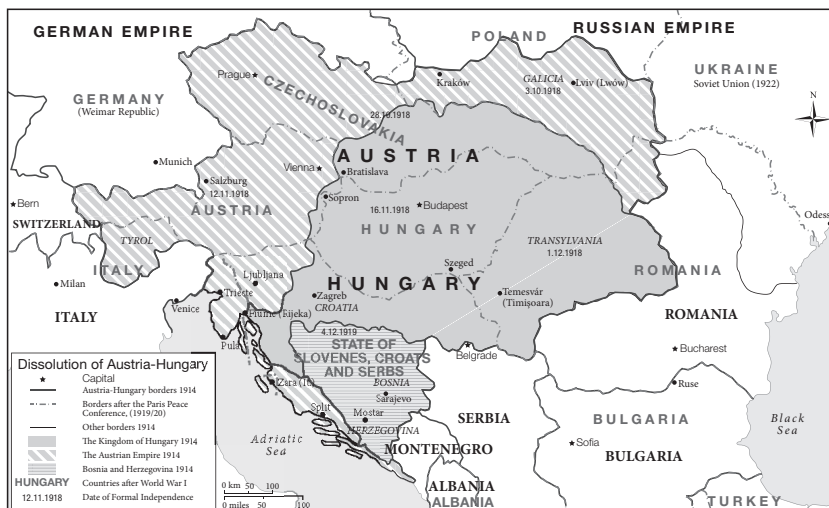 GERMAN EMPIRE
RUSSIAN EMPIRE
POLAND
Prague
Kraków
GALICIA
3.10.1918
Lviv (Lwów)
UKRAINE
Soviet Union (1922)
GERMANY
(Weimar Republic)
CZECHOSLOVAKIA
28.10.1918
N
Munich
Salzburg
12.11.1918
Vienna
AUSTRIA
Bratislava
Bern
SWITZERLAND
AUSTRIA
Sopron
16.11.1918
Budapest
HUNGARY
TYROL
TRANSYLVANIA
1.12.1918
Odess
ITALY
Milan
Ljubljana
Trieste
Szeged
HUNGARY
ROMANIA
Temesvár
(Timișoara)
Zagreb
CROATIA
Venice
Fiume (Rijeka)
ITALY
ROMANIA
Pula
4.12.1919
STATE OF
SLOVENES, CROATS
AND SERBS
Belgrade
Bucharest
BOSNIA
Sarajevo
Zara (It)
Ruse
Split
Mostar
HERZEGOVINA
SERBIA
BULGARIA
Black
Sea
Adriatic
Sea
MONTENEGRO
Sofia
BULGARIA
ALBANIA
ALBANIA
TURKEY
0 km 50 100
0 miles 50 100
Dissolution of Austria-Hungary
Capital
Austria-Hungary borders 1914
Borders after the Paris Peace
Conference, (1919/20)
Other borders 1914
The Kingdom of Hungary 1914
The Austrian Empire 1914
Bosnia and Herzegovina 1914
HUNGARY Countries after World War I
12.11.1918 Date of Formal Independence